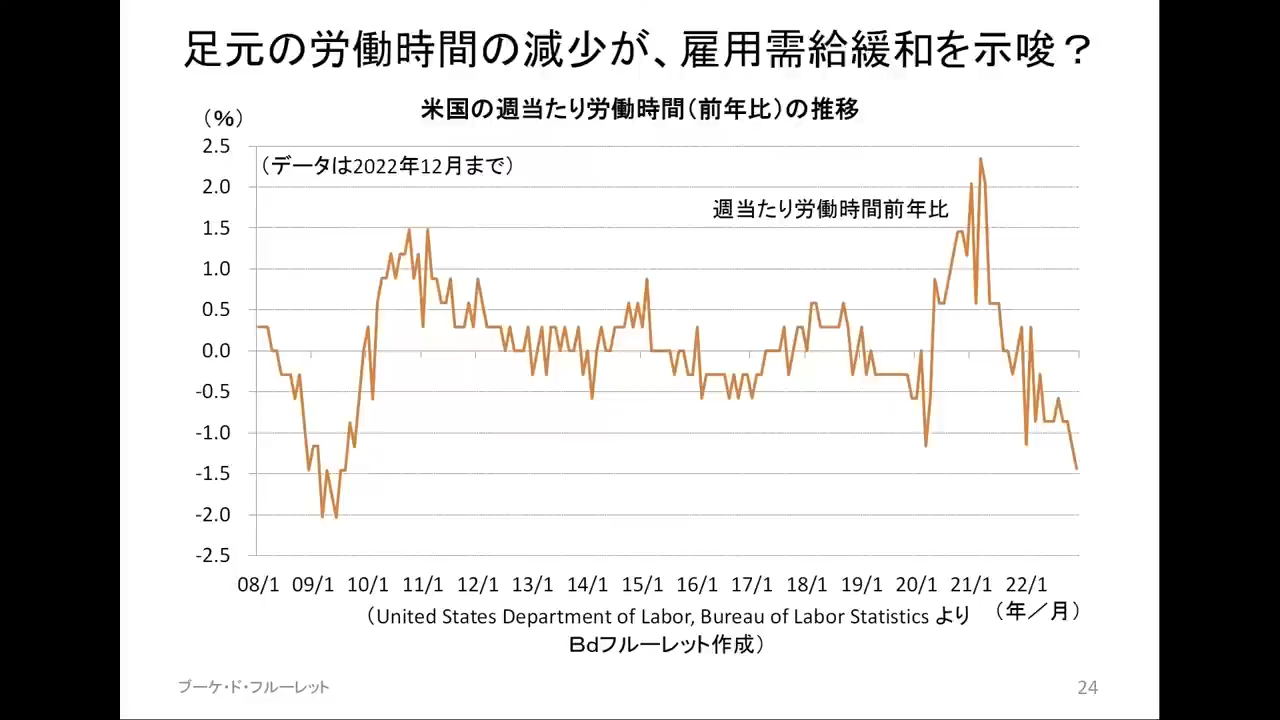 足元の労働時間の減少が、雇用需給緩和を示唆？
米国の週当たり労働時間（前年比）の推移
（%）
（データは2022年12月まで）
週当たり労働時間前年比
2.5
2.0
1.5
1.0
0.5
0.0
-0.5
-1.0
-1.5
-2.0
-2.5
08/1 09/1 10/1 11/1 12/1 13/1 14/1 15/1 16/1 17/1 18/1 19/1 20/1 21/1 22/1
（年／月）
（United States Department of Labor, Bureau of Labor Statistics より
Ｂｄフルーレット作成）
ブーケ・ド・フルーレット
24